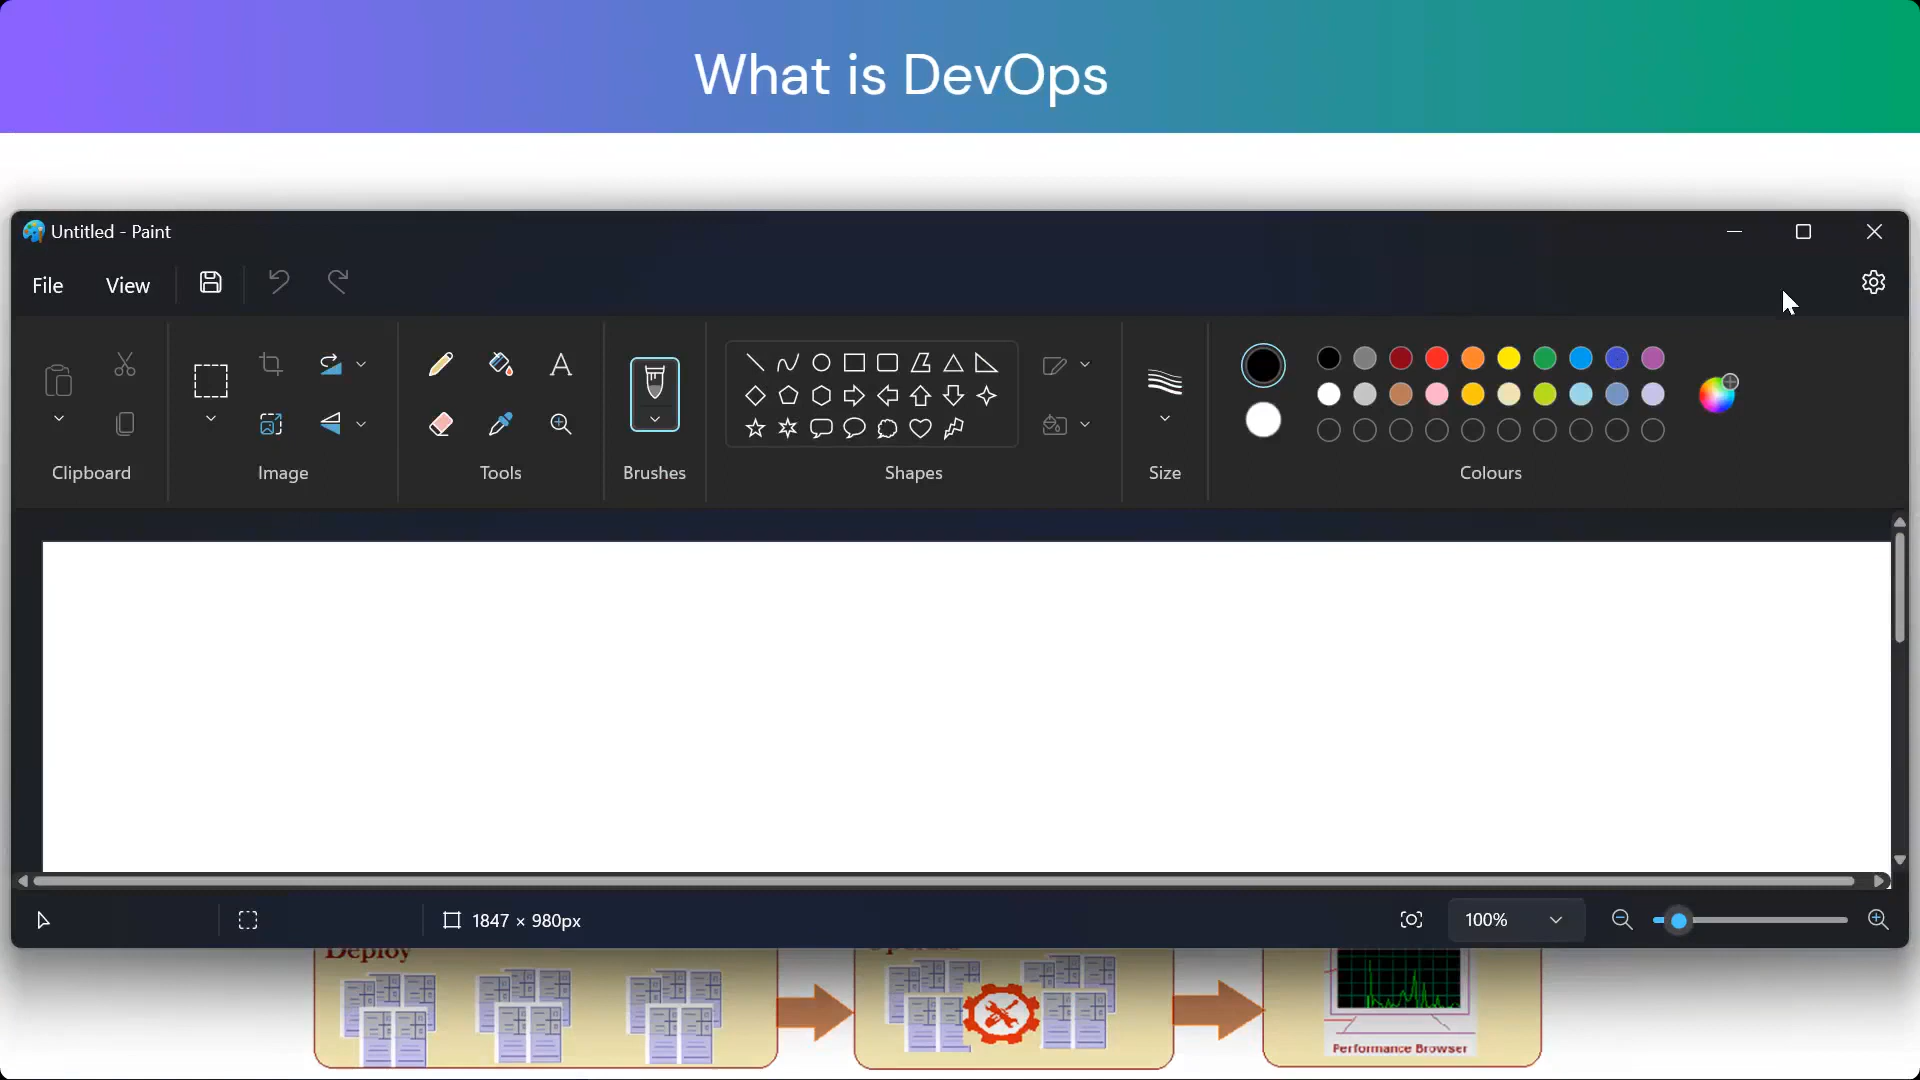 What is DevOps
Untitled - Paint
File View
Clipboard Image Tools Brushes Shapes Size Colours
1847 × 980px 100%
Deploy
Performance Browser